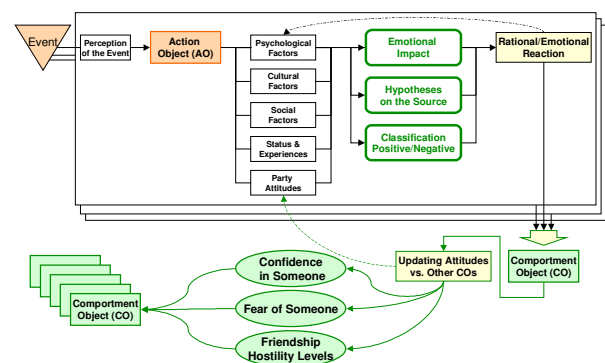 Event
Perception
of the Event
Action
Object (AO)
Psychological
Factors
Cultural
Factors
Social
Factors
Status &
Experiences
Party
Attitudes
Emotional
Impact
Hypotheses
on the Source
Classification
Positive/Negative
Rational/Emotional
Reaction
Comportment
Object (CO)
Updating Attitudes
vs. Other COs
Confidence
in Someone
Fear of Someone
Friendship
Hostility Levels
Comportment
Object (CO)